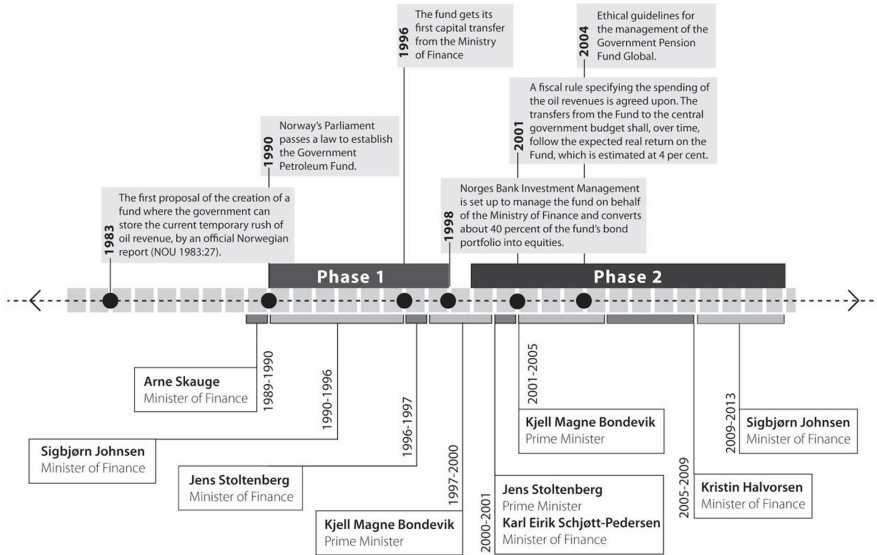 1996
The fund gets its
first capital transfer
from the Ministry
of Finance
2004
Ethical guidelines for
the management of the
Government Pension
Fund Global.
1990
Norway's Parliament
passes a law to establish
the Government
Petroleum Fund.
2001
A fiscal rule specifying the spending of
the oil revenues is agreed upon. The
transfers from the Fund to the central
government budget shall, over time,
follow the expected real return on the
Fund, which is estimated at 4 per cent.
1983
The first proposal of the creation of a
fund where the government can
store the current temporary rush of
oil revenue, by an official Norwegian
report (NOU 1983:27).
1998
Norges Bank Investment Management
is set up to manage the fund on behalf
of the Ministry of Finance and converts
about 40 percent of the fund's bond
portfolio into equities.
Phase 1
Phase 2
1989-1990
Arne Skauge
Minister of Finance
1990-1996
Sigbjørn Johnsen
Minister of Finance
1996-1997
Jens Stoltenberg
Minister of Finance
1997-2000
Kjell Magne Bondevik
Prime Minister
2000-2001
Jens Stoltenberg
Prime Minister
Karl Eirik Schjøtt-Pedersen
Minister of Finance
2001-2005
Kjell Magne Bondevik
Prime Minister
2005-2009
Kristin Halvorsen
Minister of Finance
2009-2013
Sigbjørn Johnsen
Minister of Finance